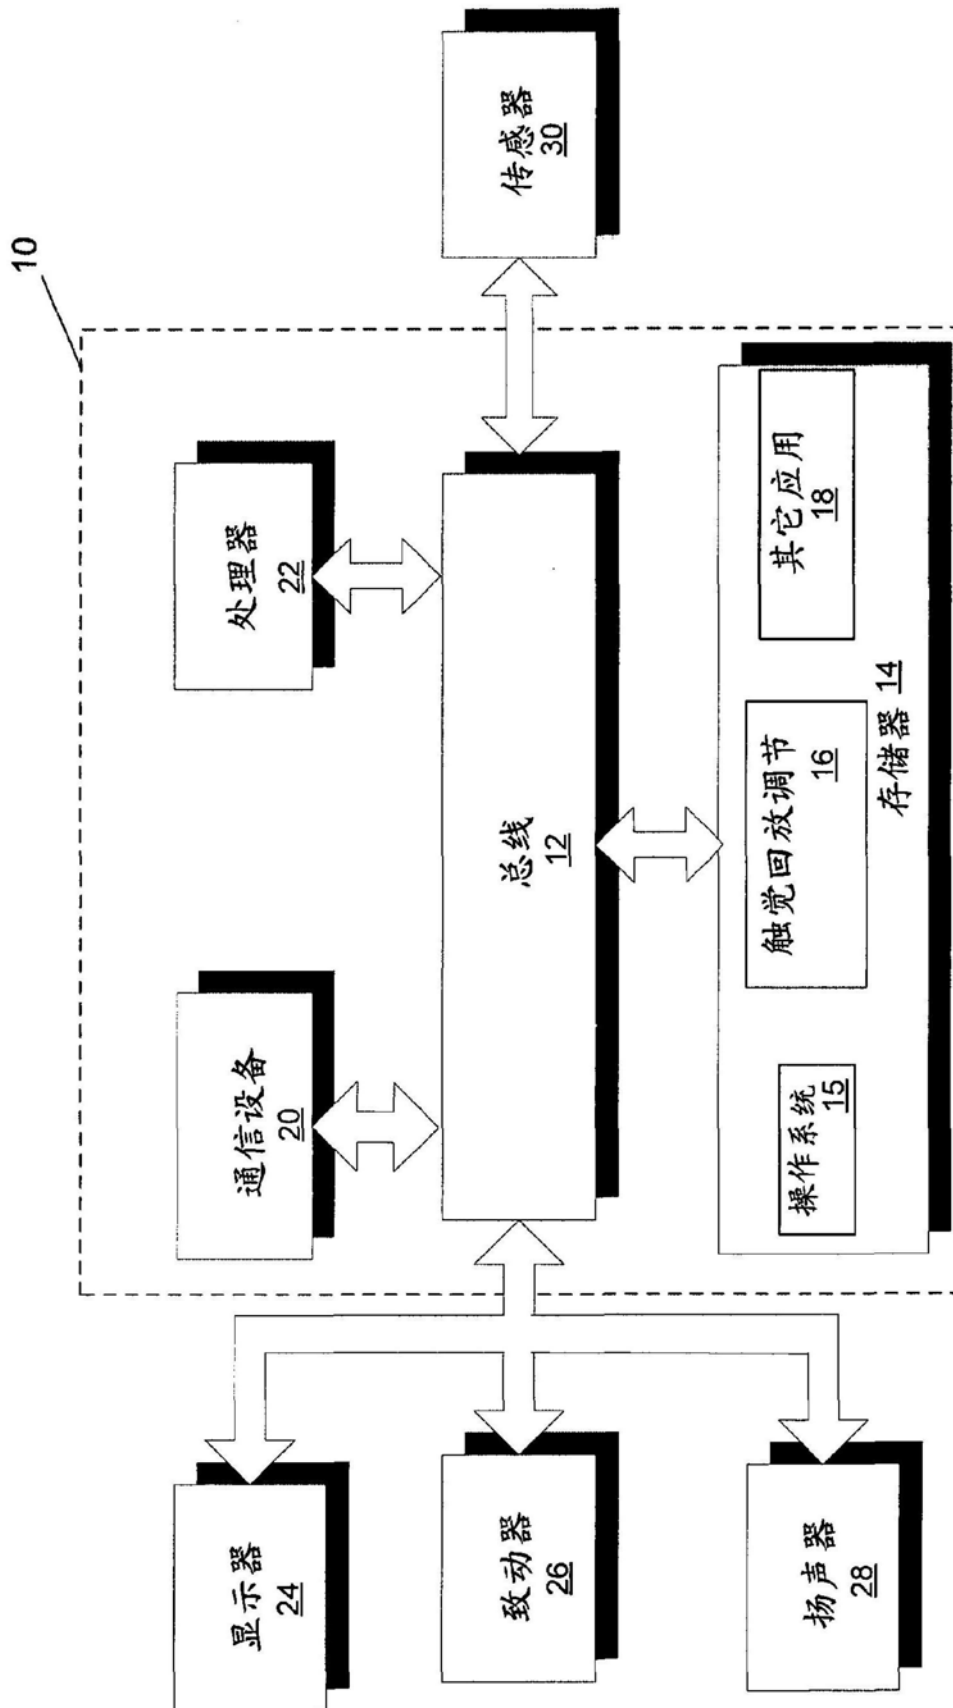 10
显示器
24
致动器
26
扬声器
28
通信设备
20
处理器
22
总线
12
操作系统
15
触觉回放调节
16
其它应用
18
存储器 14
传感器
30